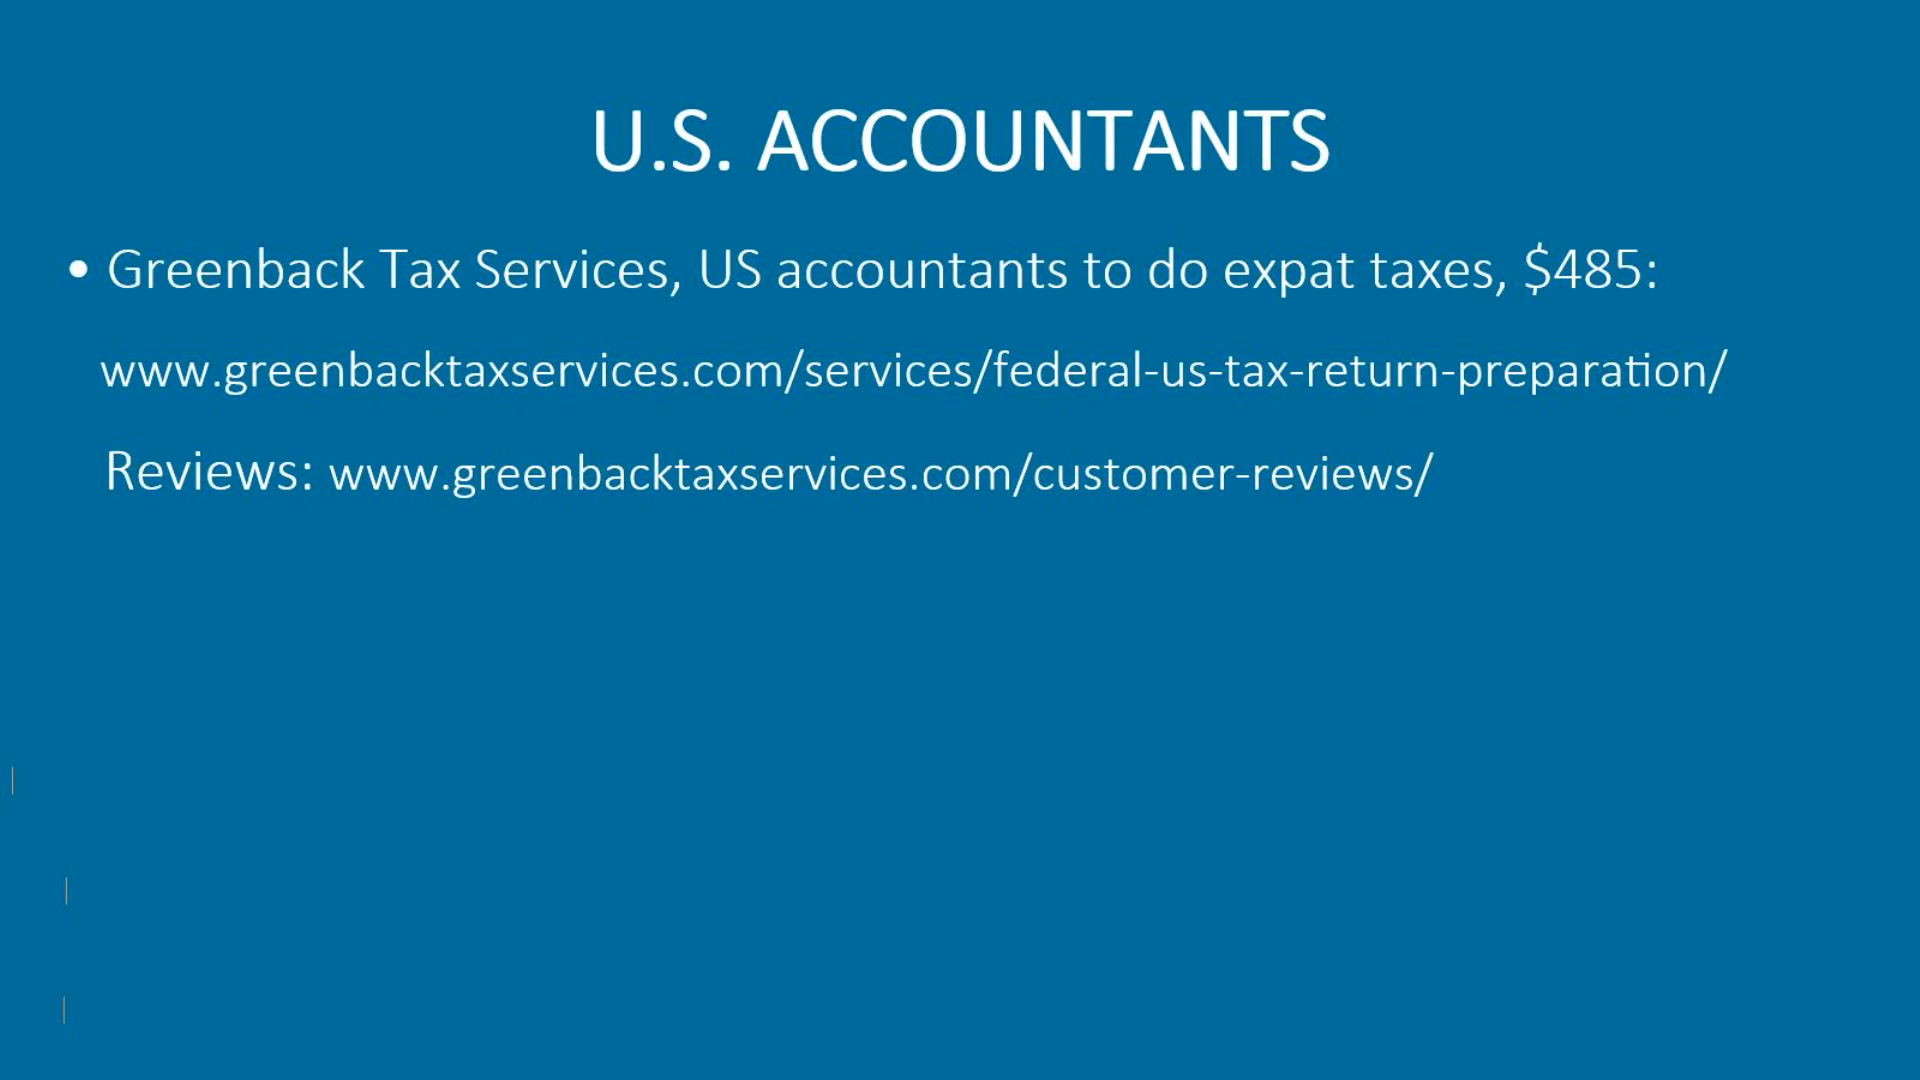 U.S. ACCOUNTANTS
• Greenback Tax Services, US accountants to do expat taxes, $485:
www.greenbacktaxservices.com/services/federal-us-tax-return-preparation/
Reviews: www.greenbacktaxservices.com/customer-reviews/